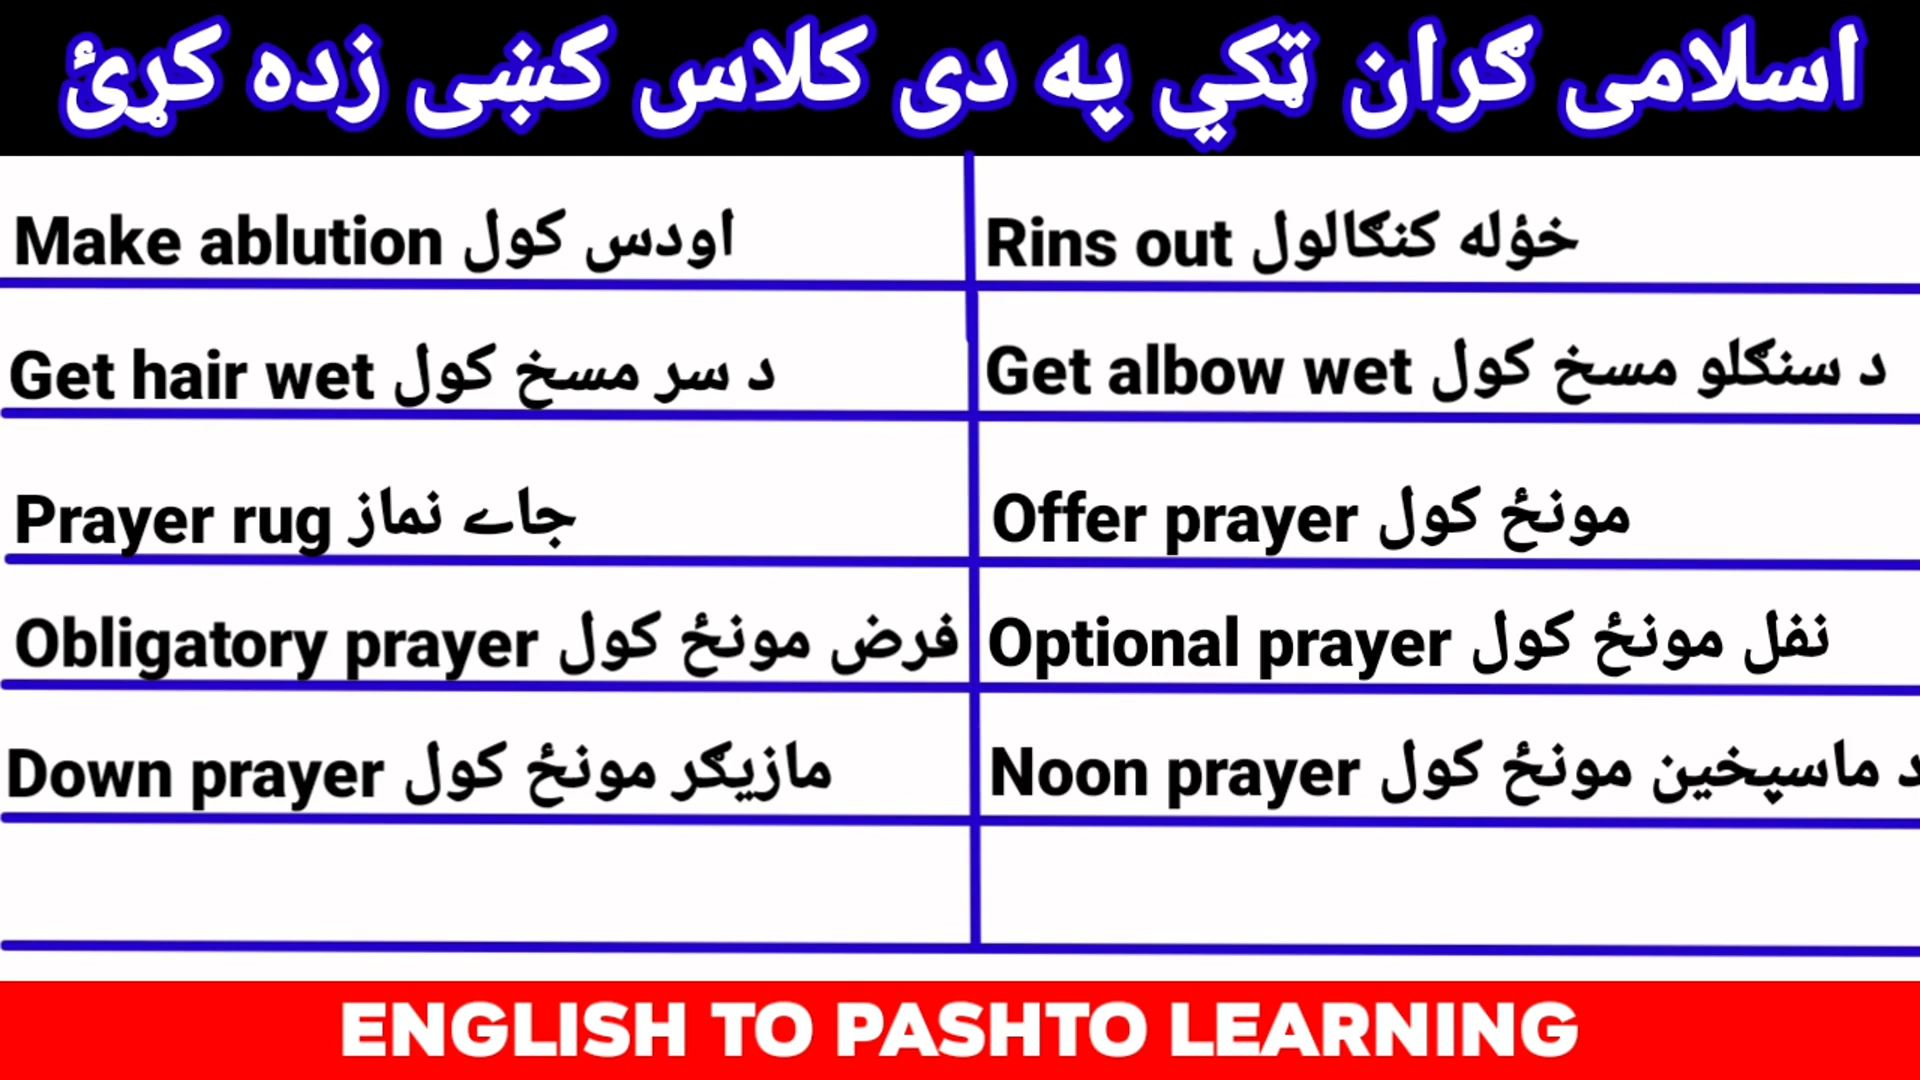 اسلامی ګران ټکي په دی کلاس کښی زده کړئ
Make ablution اودس کول
Rins out خؤله کنګالول
Get hair wet د سر مسخ کول
Get albow wet د سنګلو مسخ کول
Prayer rug جاے نماز
Offer prayer مونځ کول
Obligatory prayer فرض مونځ کول
Optional prayer نفل مونځ کول
Down prayer مازیګر مونځ کول
Noon prayer د ماسپخین مونځ کول
ENGLISH TO PASHTO LEARNING